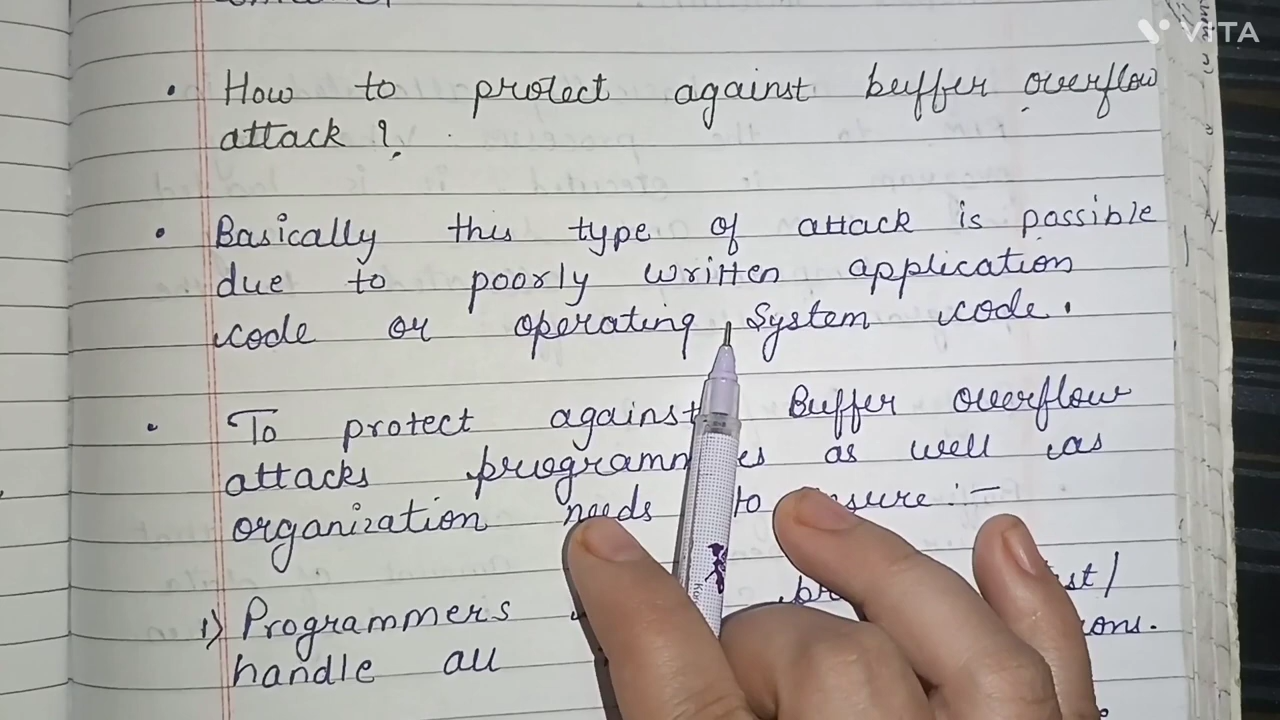 VITA
• How to protect against buffer overflow
attack ?
• Basically this type of attack is possible
due to poorly written application
code or operating System code.
• To protect against Buffer overflow
attacks as well as
organization needs to :-
1) Programmers
handle all